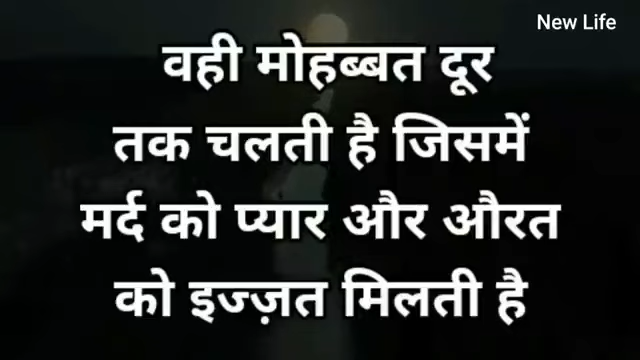 New Life
वही मोहब्बत दूर
तक चलती है जिसमें
मर्द को प्यार और औरत
को इज्ज़त मिलती है